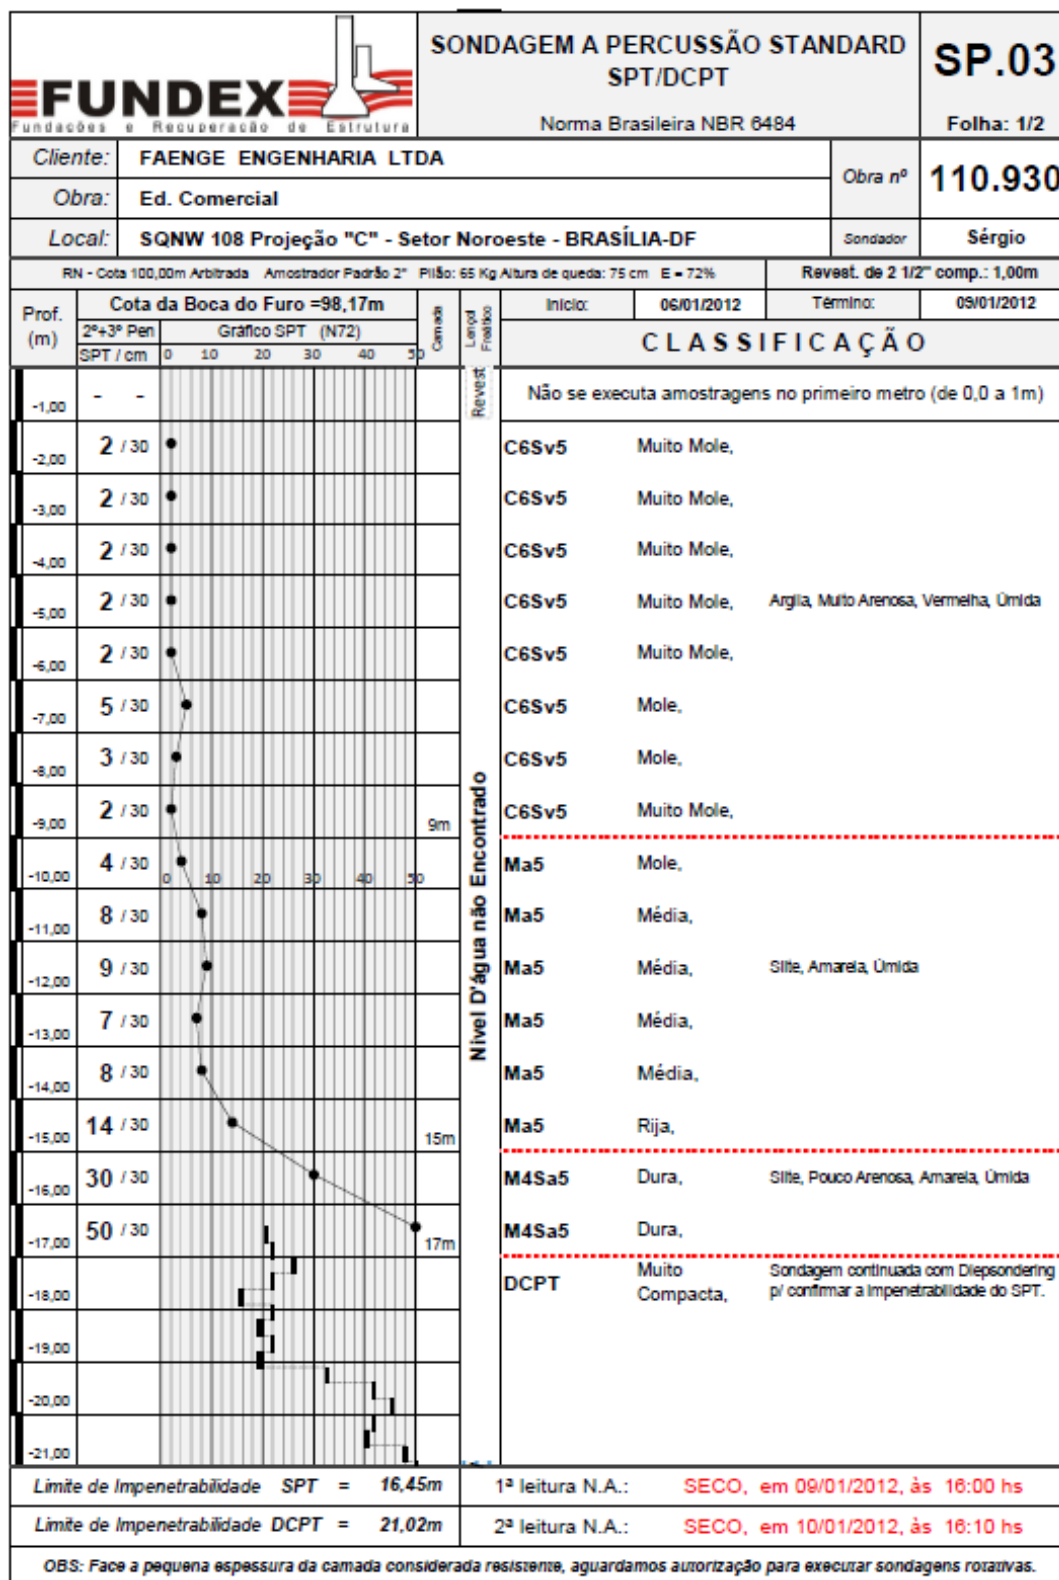 FUNDEX
Fundações e Recuperação de Estrutura
SONDAGEM A PERCUSSÃO STANDARD
SPT/DCPT
Norma Brasileira NBR 6484
SP.03
Folha: 1/2
Cliente: FAENGE ENGENHARIA LTDA
Obra: Ed. Comercial
Obra nº 110.930
Local: SQNW 108 Projeção "C" - Setor Noroeste - BRASÍLIA-DF
Sondador Sérgio
RN - Cota 100,00m Arbitrada Amostrador Padrão 2" Pilão: 65 Kg Altura de queda: 75 cm E = 72%
Revest. de 2 1/2" comp.: 1,00m
Prof. (m)
Cota da Boca do Furo =98,17m
Camada
Lençol Freático
Início: 06/01/2012 Término: 09/01/2012
2º+3º Pen Gráfico SPT (N72)
SPT / cm 0 10 20 30 40 50
CLASSIFICAÇÃO
Revest
-1,00 - - Não se executa amostragens no primeiro metro (de 0,0 a 1m)
-2,00 2 / 30 C6Sv5 Muito Mole,
-3,00 2 / 30 C6Sv5 Muito Mole,
-4,00 2 / 30 C6Sv5 Muito Mole,
-5,00 2 / 30 C6Sv5 Muito Mole, Argila, Muito Arenosa, Vermelha, Úmida
-6,00 2 / 30 C6Sv5 Muito Mole,
-7,00 5 / 30 C6Sv5 Mole,
-8,00 3 / 30 C6Sv5 Mole,
-9,00 2 / 30 9m C6Sv5 Muito Mole,
Nível D'água não Encontrado
-10,00 4 / 30 0 10 20 30 40 50 Ma5 Mole,
-11,00 8 / 30 Ma5 Média,
-12,00 9 / 30 Ma5 Média, Silte, Amarela, Úmida
-13,00 7 / 30 Ma5 Média,
-14,00 8 / 30 Ma5 Média,
-15,00 14 / 30 15m Ma5 Rija,
-16,00 30 / 30 M4Sa5 Dura, Silte, Pouco Arenosa, Amarela, Úmida
-17,00 50 / 30 17m M4Sa5 Dura,
-18,00 DCPT Muito Compacta, Sondagem continuada com Diepsondering
p/ confirmar a impenetrabilidade do SPT.
-19,00
-20,00
-21,00
Limite de Impenetrabilidade SPT = 16,45m
1ª leitura N.A.: SECO, em 09/01/2012, às 16:00 hs
Limite de Impenetrabilidade DCPT = 21,02m
2ª leitura N.A.: SECO, em 10/01/2012, às 16:10 hs
OBS: Face a pequena espessura da camada considerada resistente, aguardamos autorização para executar sondagens rotativas.